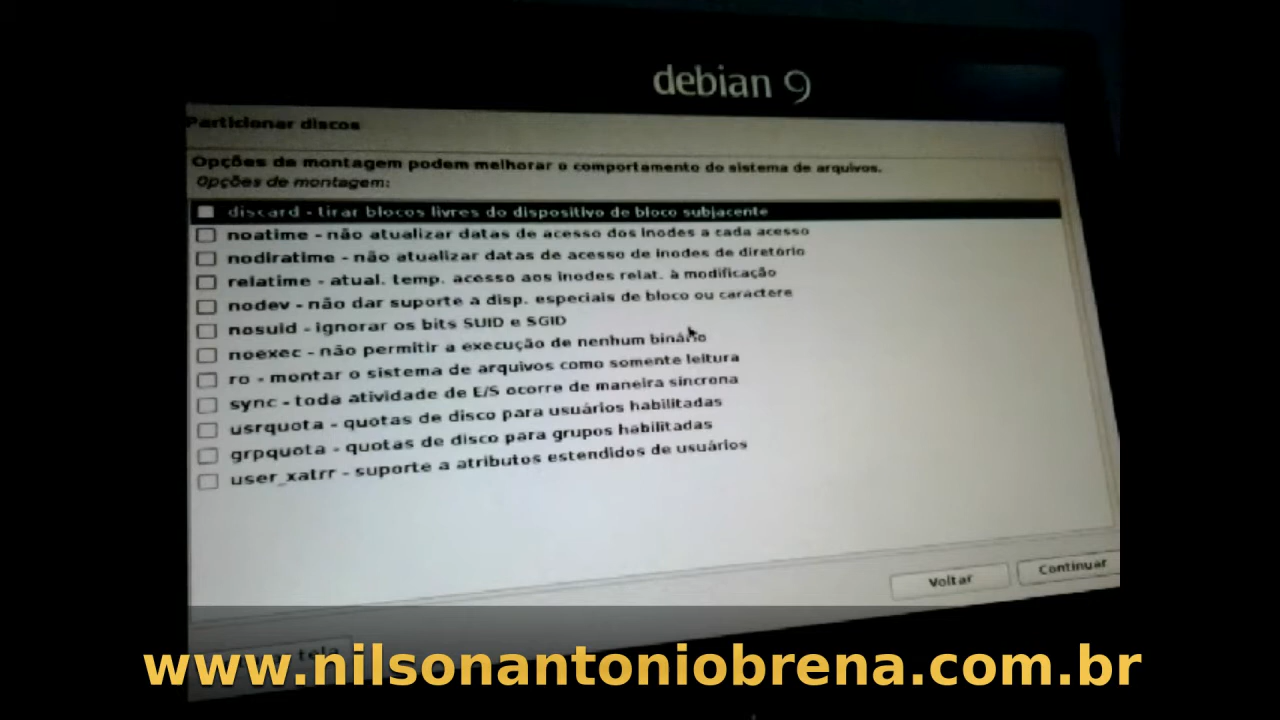 debian 9
Particionar discos
Opções de montagem podem melhorar o comportamento do sistema de arquivos.
Opções de montagem:
discard - tirar blocos livres do dispositivo de bloco subjacente
noatime - não atualizar datas de acesso dos inodes a cada acesso
nodiratime - não atualizar datas de acesso de inodes de diretório
relatime - atual. temp. acesso aos inodes relat. à modificação
nodev - não dar suporte a disp. especiais de bloco ou caractere
nosuid - ignorar os bits SUID e SGID
noexec - não permitir a execução de nenhum binário
ro - montar o sistema de arquivos como somente leitura
sync - toda atividade de E/S ocorre de maneira síncrona
usrquota - quotas de disco para usuários habilitadas
grpquota - quotas de disco para grupos habilitadas
user_xattr - suporte a atributos estendidos de usuários
Voltar Continuar
tela
www.nilsonantoniobrena.com.br